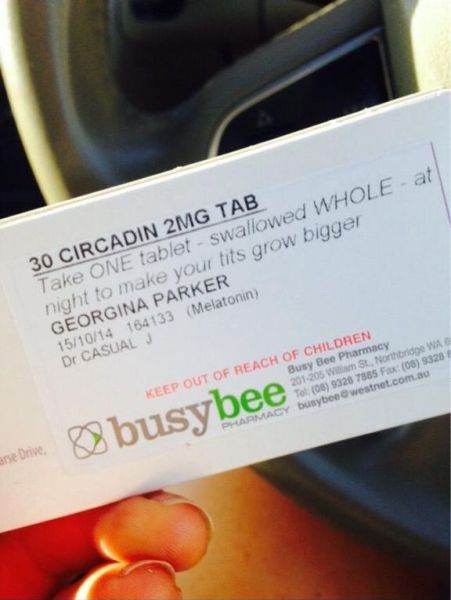 30 CIRCADIN 2MG TAB
Take ONE tablet - swallowed WHOLE - at
night to make your tits grow bigger
GEORGINA PARKER
15/10/14 164133 (Melatonin)
Dr CASUAL J
KEEP OUT OF REACH OF CHILDREN
busybee
PHARMACY
Busy Bee Pharmacy
201-205 William St., Northbridge WA
Tel: (08) 9328 7885 Fax: (08) 9328
busybee@westnet.com.au
Drive,